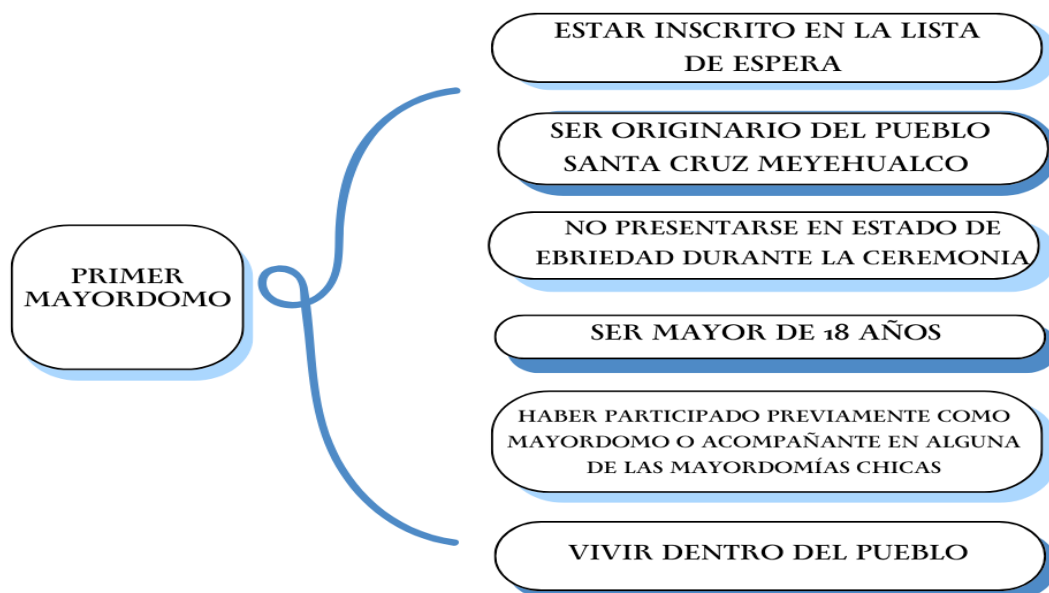 PRIMER
MAYORDOMO
ESTAR INSCRITO EN LA LISTA
DE ESPERA
SER ORIGINARIO DEL PUEBLO
SANTA CRUZ MEYEHUALCO
NO PRESENTARSE EN ESTADO DE
EBRIEDAD DURANTE LA CEREMONIA
SER MAYOR DE 18 AÑOS
HABER PARTICIPADO PREVIAMENTE COMO
MAYORDOMO O ACOMPAÑANTE EN ALGUNA
DE LAS MAYORDOMÍAS CHICAS
VIVIR DENTRO DEL PUEBLO